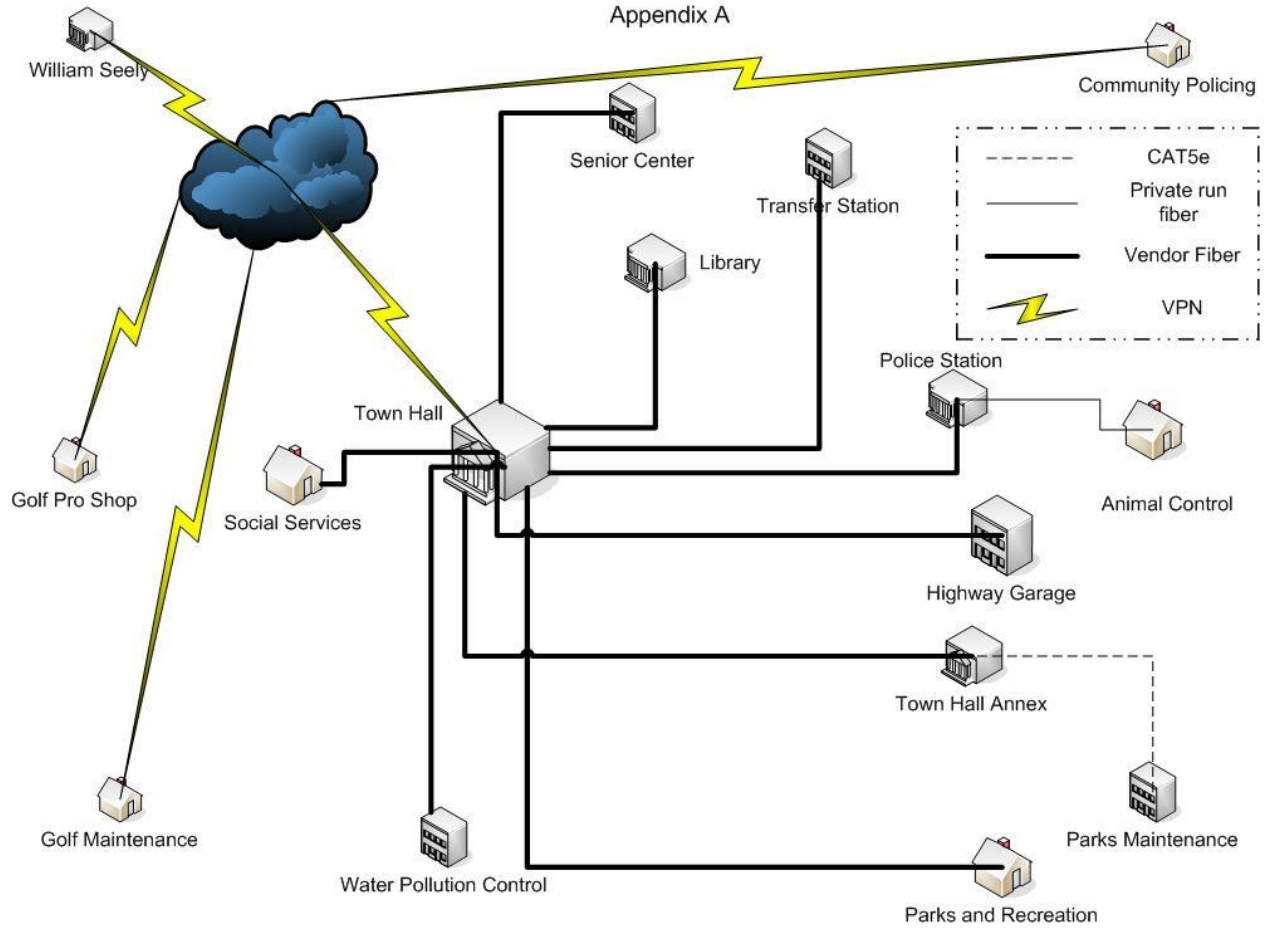 Appendix A
William Seely
Community Policing
Senior Center
CAT5e
Private run
fiber
Transfer Station
Library
Vendor Fiber
VPN
Police Station
Town Hall
Golf Pro Shop
Social Services
Animal Control
Highway Garage
Town Hall Annex
Golf Maintenance
Parks Maintenance
Water Pollution Control
Parks and Recreation